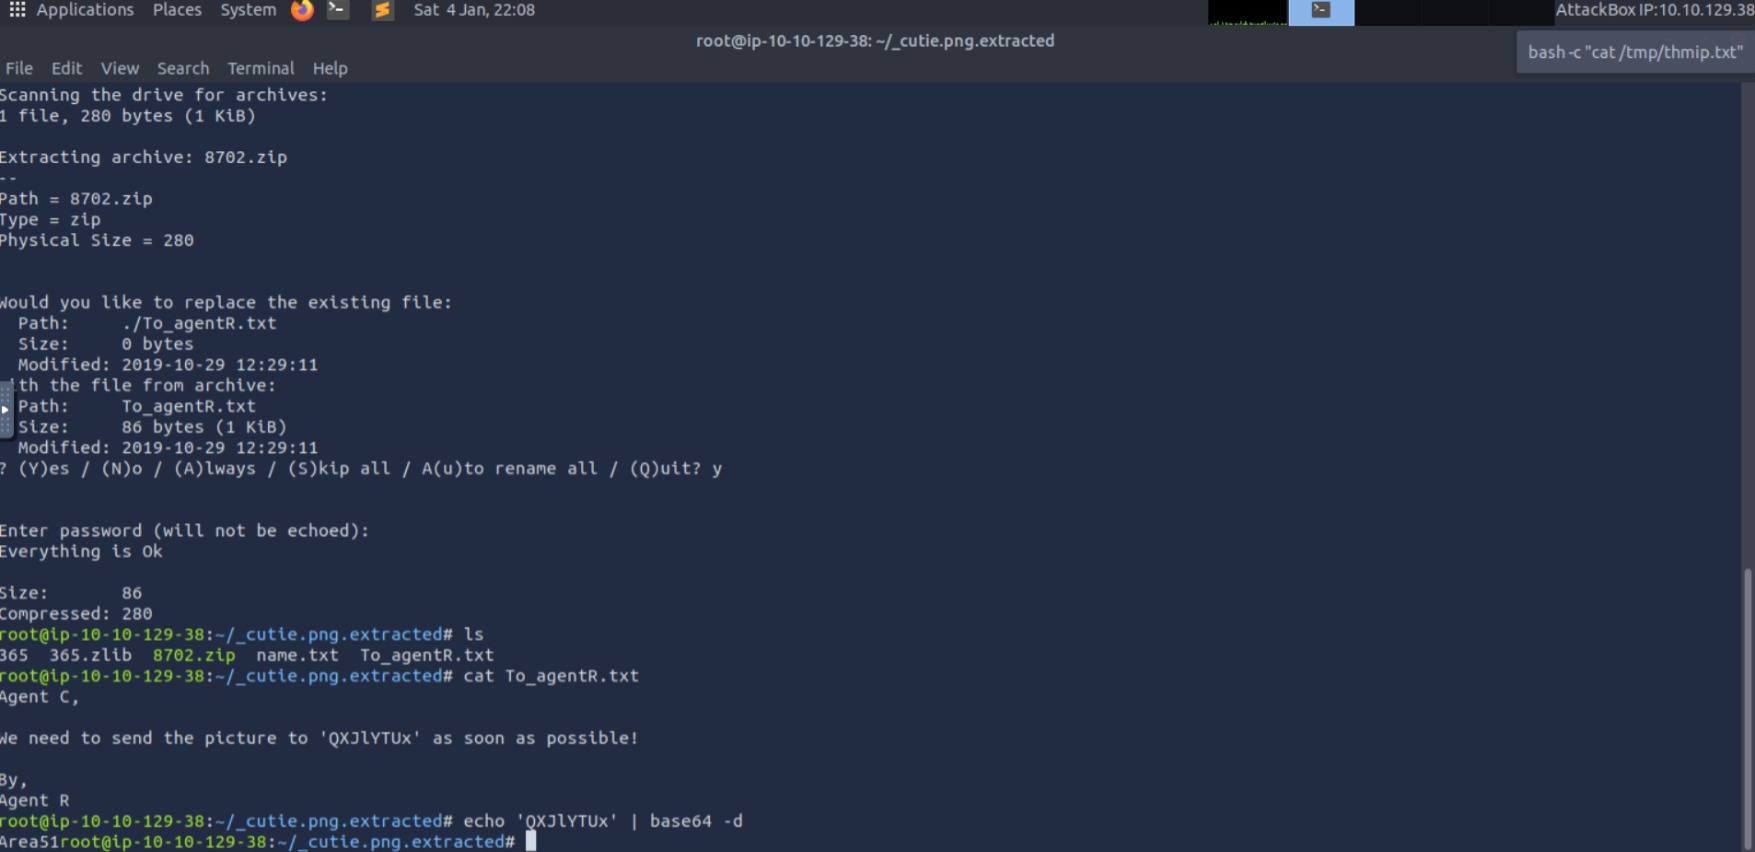 Applications Places System Sat 4 Jan, 22:08 AttackBox IP:10.10.129.38
root@ip-10-10-129-38: ~/_cutie.png.extracted
bash -c "cat /tmp/thmip.txt"
File Edit View Search Terminal Help
Scanning the drive for archives:
1 file, 280 bytes (1 KiB)
Extracting archive: 8702.zip
--
Path = 8702.zip
Type = zip
Physical Size = 280
Would you like to replace the existing file:
Path: ./To_agentR.txt
Size: 0 bytes
Modified: 2019-10-29 12:29:11
ith the file from archive:
Path: To_agentR.txt
Size: 86 bytes (1 KiB)
Modified: 2019-10-29 12:29:11
? (Y)es / (N)o / (A)lways / (S)kip all / A(u)to rename all / (Q)uit? y
Enter password (will not be echoed):
Everything is Ok
Size: 86
Compressed: 280
root@ip-10-10-129-38:~/_cutie.png.extracted# ls
365 365.zlib 8702.zip name.txt To_agentR.txt
root@ip-10-10-129-38:~/_cutie.png.extracted# cat To_agentR.txt
Agent C,
We need to send the picture to 'QXJlYTUx' as soon as possible!
By,
Agent R
root@ip-10-10-129-38:~/_cutie.png.extracted# echo 'QXJlYTUx' | base64 -d
Area51root@ip-10-10-129-38:~/_cutie.png.extracted#